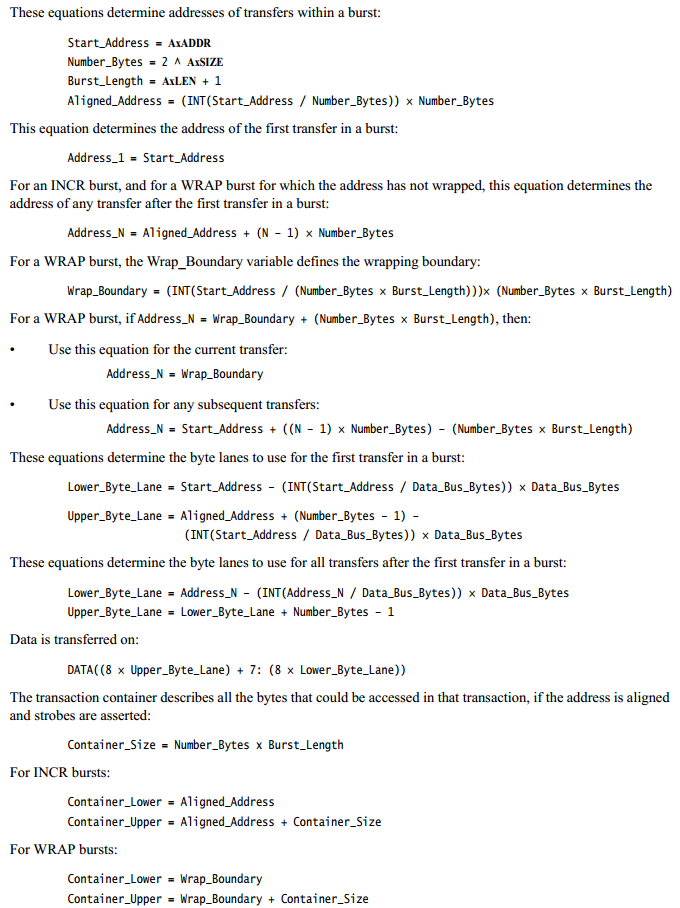 These equations determine addresses of transfers within a burst:
Start_Address = AxADDR
Number_Bytes = 2 ^ AxSIZE
Burst_Length = AxLEN + 1
Aligned_Address = (INT(Start_Address / Number_Bytes)) x Number_Bytes
This equation determines the address of the first transfer in a burst:
Address_1 = Start_Address
For an INCR burst, and for a WRAP burst for which the address has not wrapped, this equation determines the
address of any transfer after the first transfer in a burst:
Address_N = Aligned_Address + (N - 1) x Number_Bytes
For a WRAP burst, the Wrap_Boundary variable defines the wrapping boundary:
Wrap_Boundary = (INT(Start_Address / (Number_Bytes x Burst_Length)))x (Number_Bytes x Burst_Length)
For a WRAP burst, if Address_N = Wrap_Boundary + (Number_Bytes x Burst_Length), then:
• Use this equation for the current transfer:
Address_N = Wrap_Boundary
• Use this equation for any subsequent transfers:
Address_N = Start_Address + ((N - 1) x Number_Bytes) - (Number_Bytes x Burst_Length)
These equations determine the byte lanes to use for the first transfer in a burst:
Lower_Byte_Lane = Start_Address - (INT(Start_Address / Data_Bus_Bytes)) x Data_Bus_Bytes
Upper_Byte_Lane = Aligned_Address + (Number_Bytes - 1) -
(INT(Start_Address / Data_Bus_Bytes)) x Data_Bus_Bytes
These equations determine the byte lanes to use for all transfers after the first transfer in a burst:
Lower_Byte_Lane = Address_N - (INT(Address_N / Data_Bus_Bytes)) x Data_Bus_Bytes
Upper_Byte_Lane = Lower_Byte_Lane + Number_Bytes - 1
Data is transferred on:
DATA((8 x Upper_Byte_Lane) + 7: (8 x Lower_Byte_Lane))
The transaction container describes all the bytes that could be accessed in that transaction, if the address is aligned
and strobes are asserted:
Container_Size = Number_Bytes x Burst_Length
For INCR bursts:
Container_Lower = Aligned_Address
Container_Upper = Aligned_Address + Container_Size
For WRAP bursts:
Container_Lower = Wrap_Boundary
Container_Upper = Wrap_Boundary + Container_Size